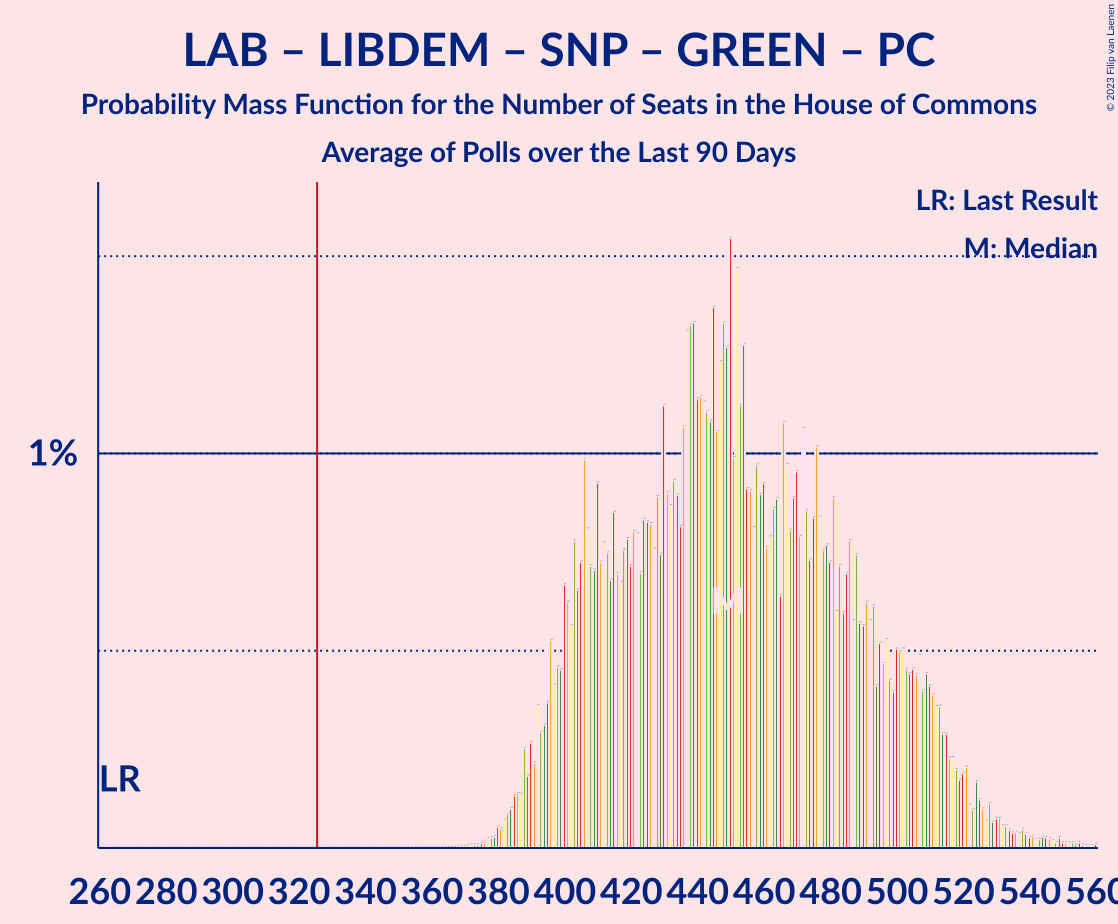 LAB – LIBDEM – SNP – GREEN – PC
Probability Mass Function for the Number of Seats in the House of Commons
Average of Polls over the Last 90 Days
© 2023 Filip van Laenen
LR: Last Result
M: Median
1%
M
LR
260 280 300 320 340 360 380 400 420 440 460 480 500 520 540 560